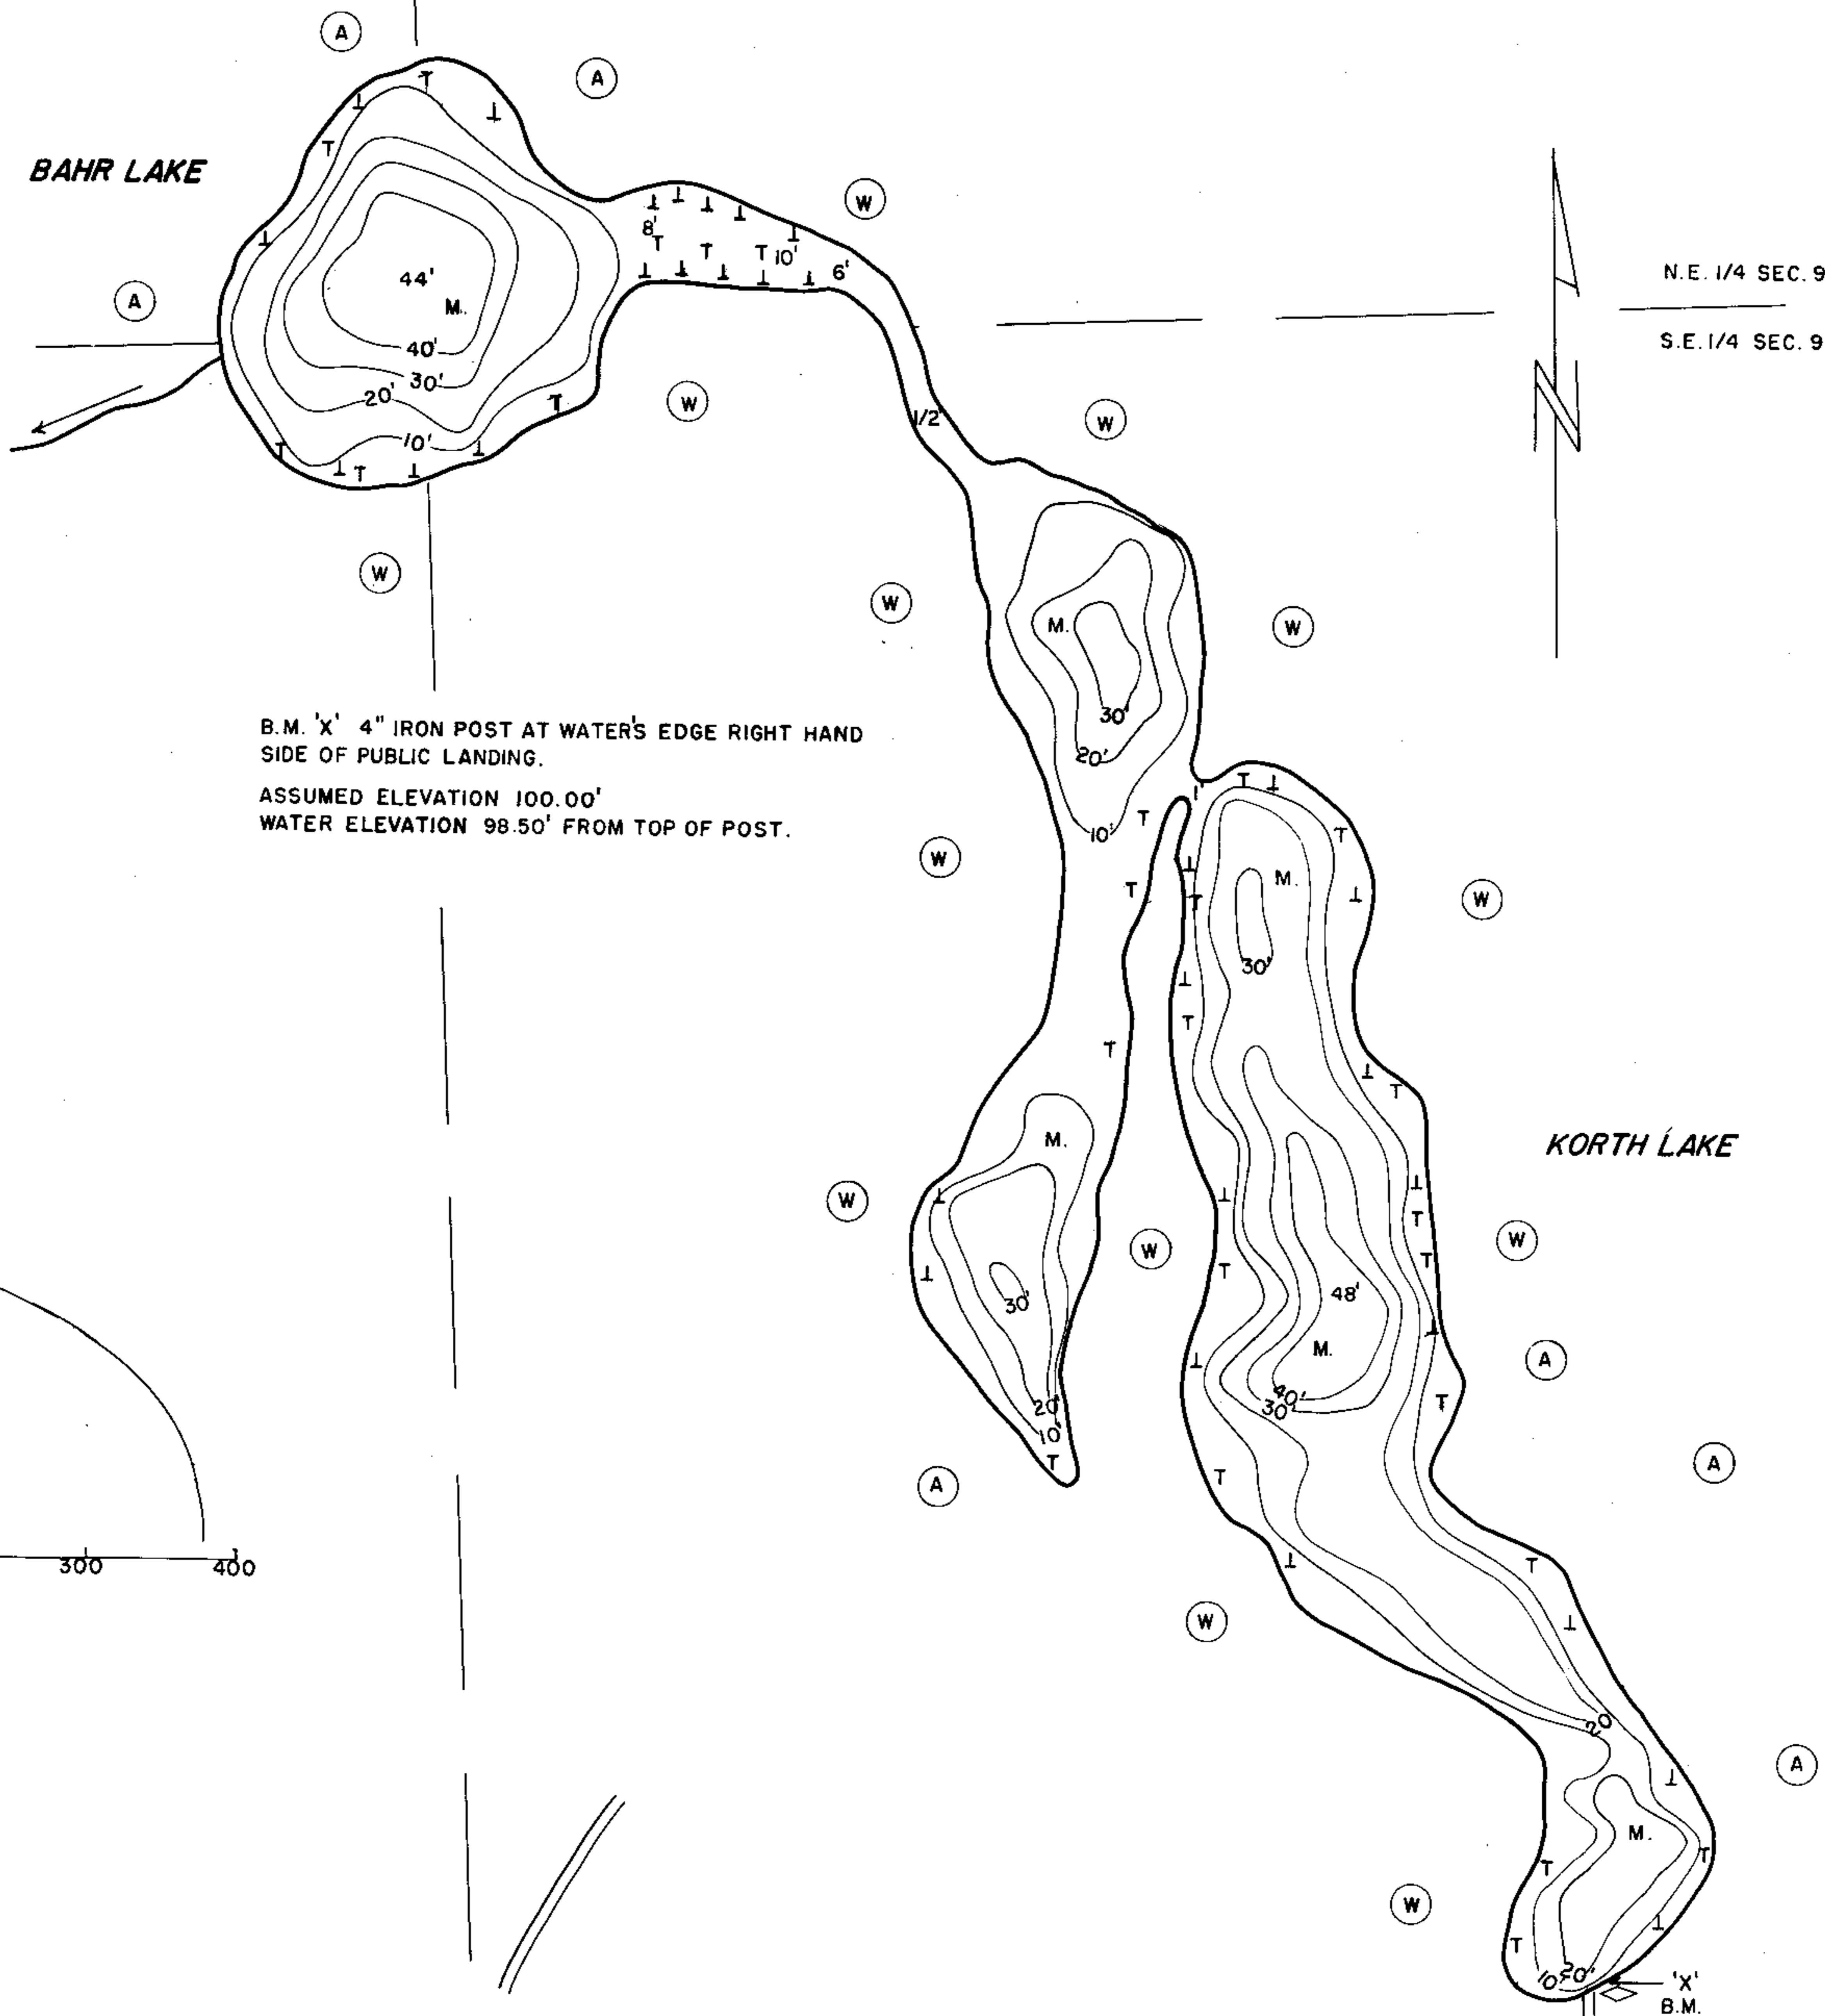 A
A
BAHR LAKE
T
T
W
8'
T
T
T 10'
6'
N.E. 1/4 SEC. 9
44'
M.
A
S.E. 1/4 SEC. 9
40'
30'
20'
T
W
1/2'
W
N
10'
T
T
W
W
M.
W
30'
B.M. 'X' 4" IRON POST AT WATER'S EDGE RIGHT HAND
SIDE OF PUBLIC LANDING.
20'
ASSUMED ELEVATION 100.00'
WATER ELEVATION 98.50' FROM TOP OF POST.
1'
T
10'
T
T
W
M.
T
T
W
30'
T
T
T
M.
KORTH LAKE
W
T
W
W
T
T
48'
30'
M.
A
40'
30'
T
20'
10'
T
T
A
A
300
400
T
W
20
A
M.
T
T
W
T
10'
20'
'X'
B.M.